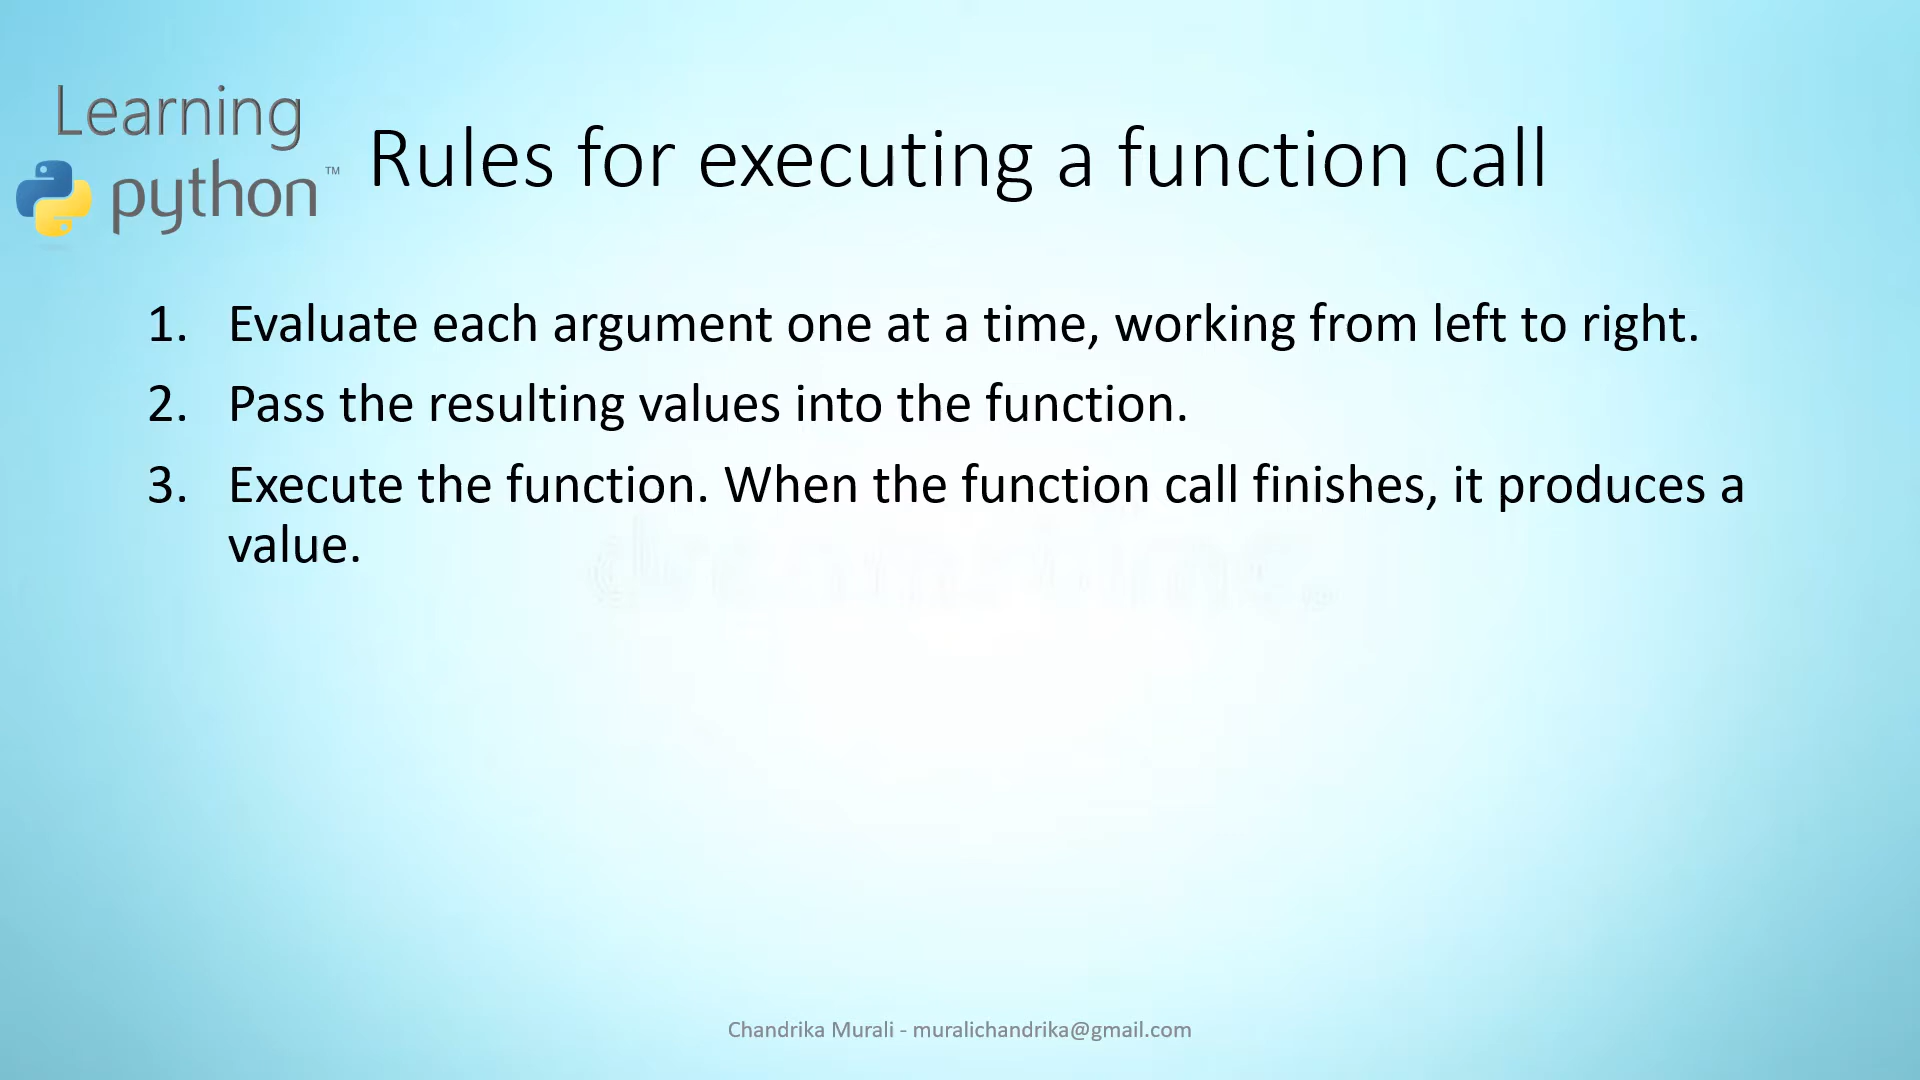 Learning
python™
Rules for executing a function call
1. Evaluate each argument one at a time, working from left to right.
2. Pass the resulting values into the function.
3. Execute the function. When the function call finishes, it produces a
value.
Chandrika Murali - muralichandrika@gmail.com